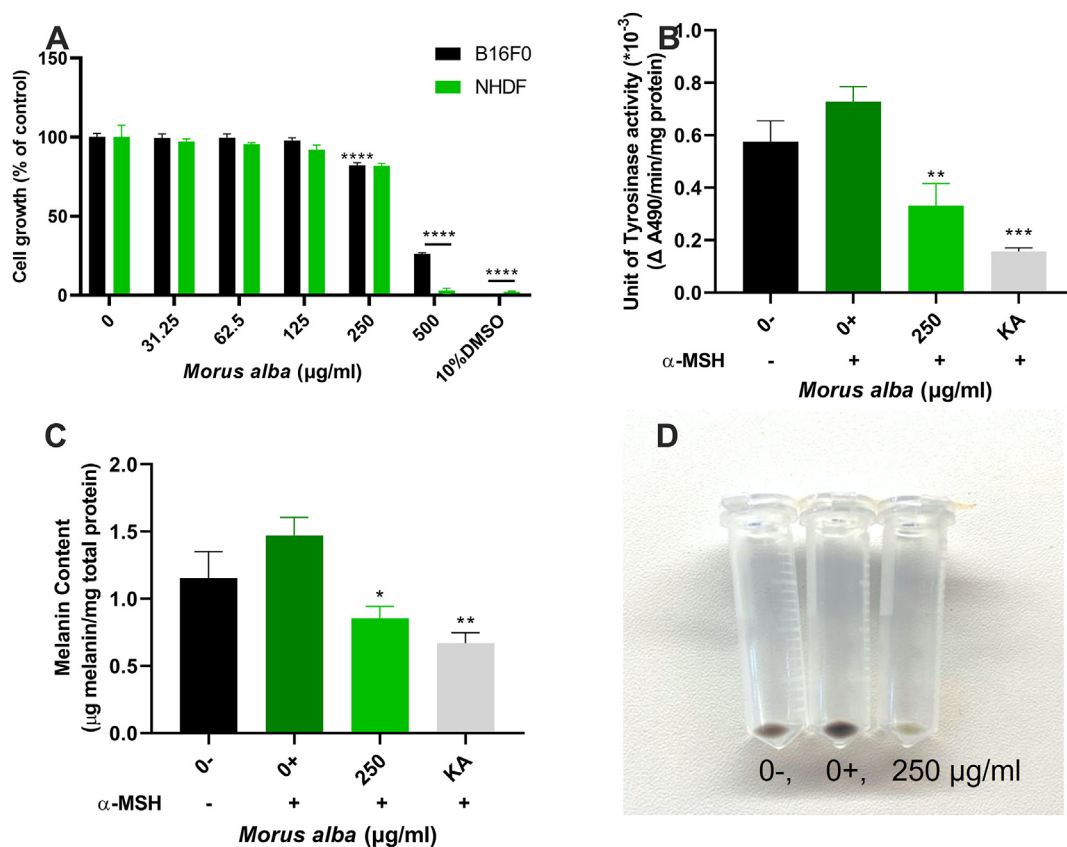 A
B16F0
NHDF
Cell growth (% of control)
150
100
50
0
****
****
****
0
31.25
62.5
125
250
500
10%DMSO
Morus alba (µg/ml)
B
Unit of Tyrosinase activity (*10-3)
(Δ A490/min/mg protein)
1.0
0.8
0.6
0.4
0.2
0.0
**
***
0-
0+
250
KA
α-MSH - + + +
Morus alba (µg/ml)
C
Melanin Content
(µg melanin/mg total protein)
2.0
1.5
1.0
0.5
0.0
*
**
0-
0+
250
KA
α-MSH - + + +
Morus alba (µg/ml)
D
0-, 0+, 250 µg/ml